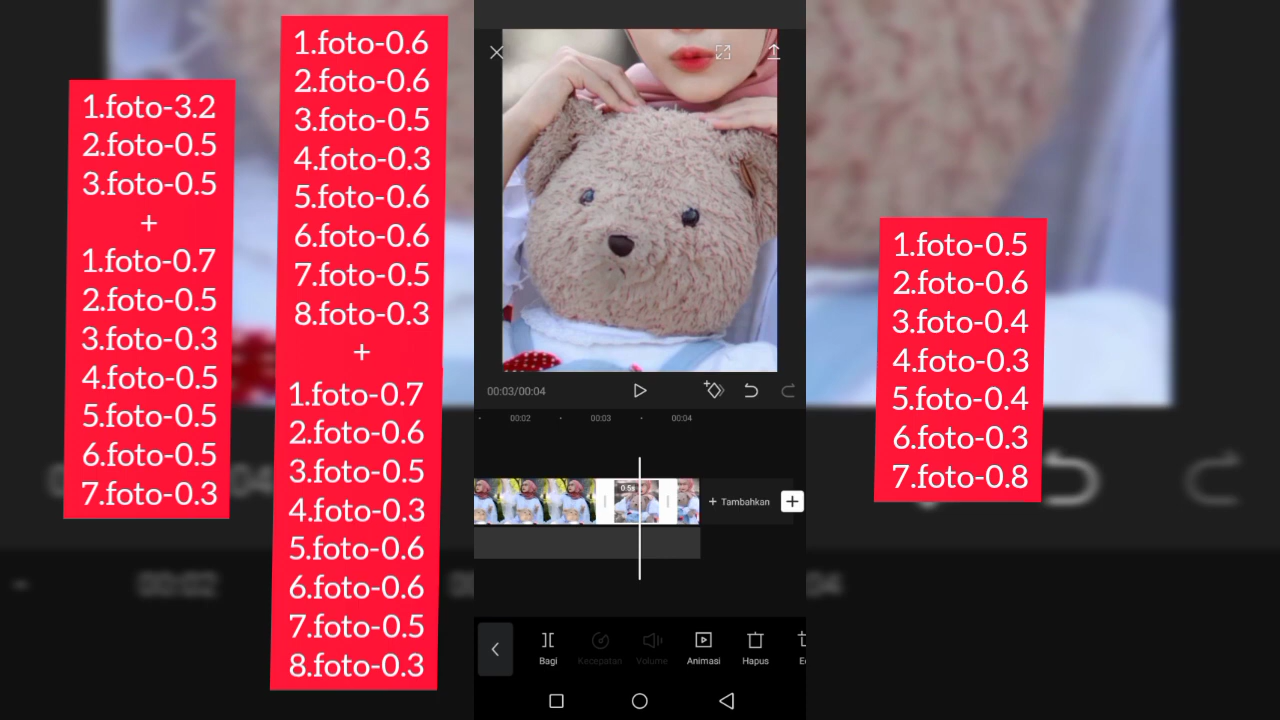 1.foto-3.2
2.foto-0.5
3.foto-0.5
+
1.foto-0.7
2.foto-0.5
3.foto-0.3
4.foto-0.5
5.foto-0.5
6.foto-0.5
7.foto-0.3
1.foto-0.6
2.foto-0.6
3.foto-0.5
4.foto-0.3
5.foto-0.6
6.foto-0.6
7.foto-0.5
8.foto-0.3
+
1.foto-0.7
2.foto-0.6
3.foto-0.5
4.foto-0.3
5.foto-0.6
6.foto-0.6
7.foto-0.5
8.foto-0.3
00:03/00:04
00:02 00:03 00:04
0.5s
+ Tambahkan
Bagi Kecepatan Volume Animasi Hapus
1.foto-0.5
2.foto-0.6
3.foto-0.4
4.foto-0.3
5.foto-0.4
6.foto-0.3
7.foto-0.8